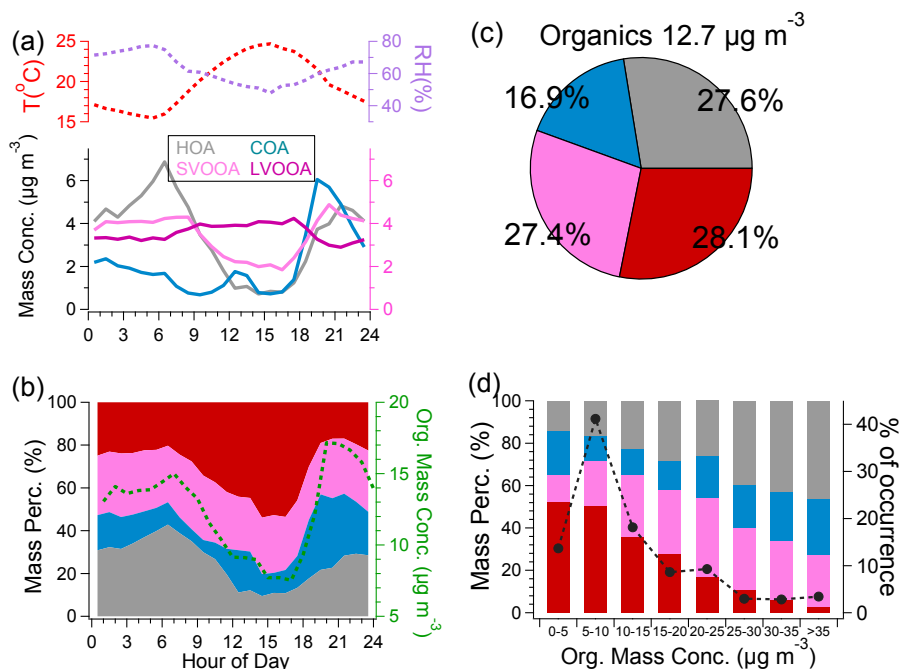 (a)
25
20
15
T(°C)
80
60
40
RH(%)
HOA COA
SVOOA LVOOA
Mass Conc. (µg m-3)
6
4
2
0
6
4
2
0
0 3 6 9 12 15 18 21 24
(c) Organics 12.7 µg m-3
16.9% 27.6%
27.4% 28.1%
(b)
100
80
60
40
20
0
Mass Perc. (%)
20
15
10
5
Org. Mass Conc. (µg m-3)
0 3 6 9 12 15 18 21 24
Hour of Day
(d)
100
80
60
40
20
0
Mass Perc. (%)
40
30
20
10
0
% of occurrence
0-5 5-10 10-15 15-20 20-25 25-30 30-35 >35
Org. Mass Conc. (µg m-3)